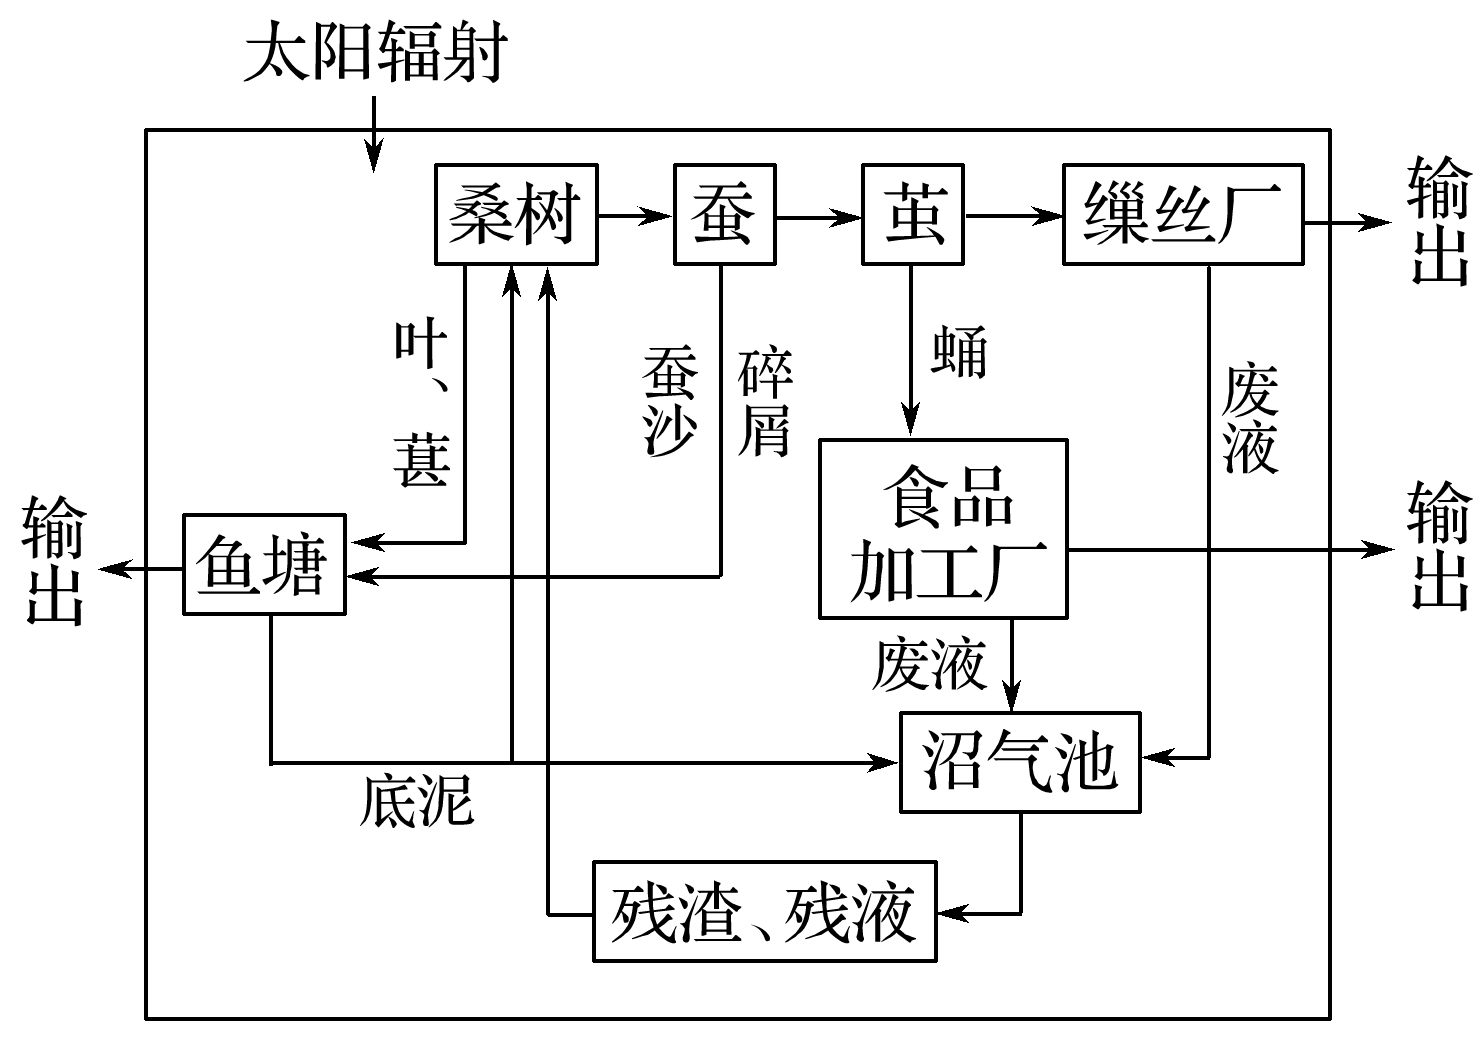 太阳辐射
桑树
蚕
茧
缫丝厂
输出
叶、葚
蚕沙
碎屑
蛹
废液
输出
鱼塘
食品
加工厂
输出
废液
底泥
沼气池
残渣、残液